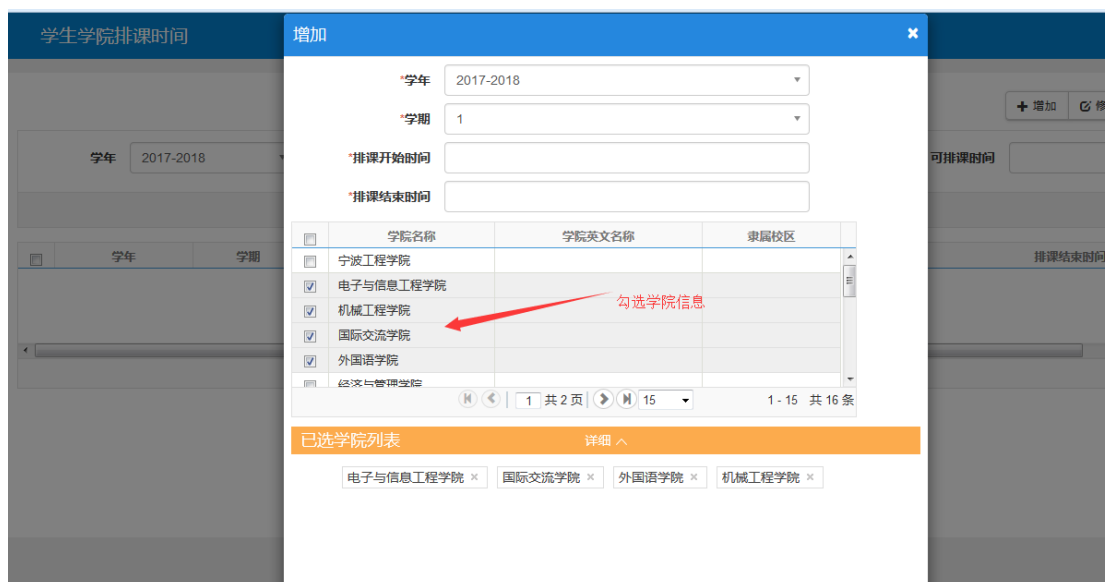 学生学院排课时间
增加
*学年 2017-2018
*学期 1
增加
学年 2017-2018
*排课开始时间
可排课时间
*排课结束时间
学院名称 学院英文名称 隶属校区
学年 学期
排课结束时间
宁波工程学院
电子与信息工程学院
机械工程学院
勾选学院信息
国际交流学院
外国语学院
经济与管理学院
1 共 2 页 15 1 - 15 共 16 条
已选学院列表 详细
电子与信息工程学院 × 国际交流学院 × 外国语学院 × 机械工程学院 ×